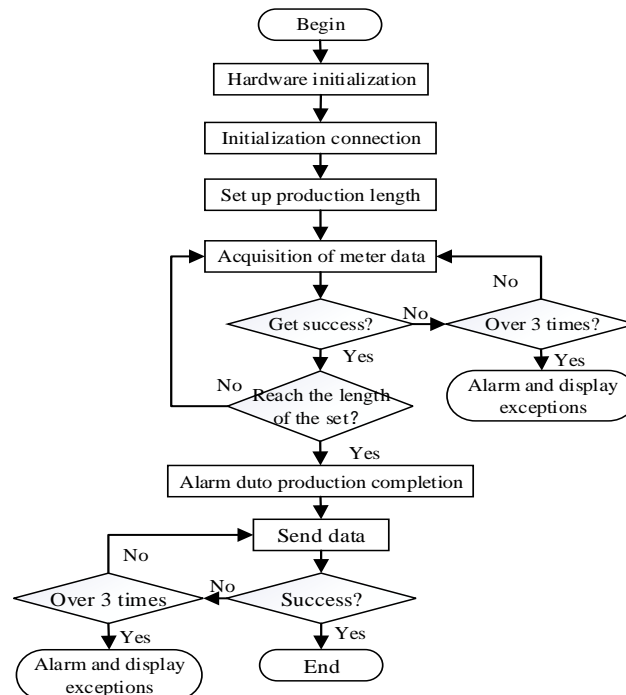 Begin
Hardware initialization
Initialization connection
Set up production length
Acquisition of meter data
No
Get success?
No
Over 3 times?
Yes
Yes
Alarm and display
exceptions
No
Reach the length
of the set?
Yes
Alarm duto production completion
Send data
No
Over 3 times
No
Success?
Yes
Yes
Alarm and display
exceptions
End